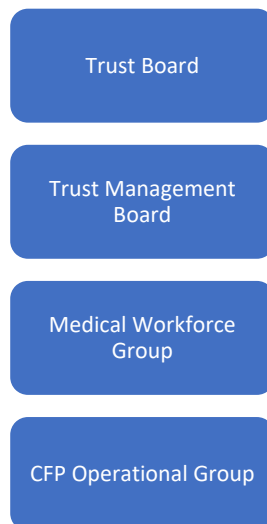 Trust Board
Trust Management
Board
Medical Workforce
Group
CFP Operational Group